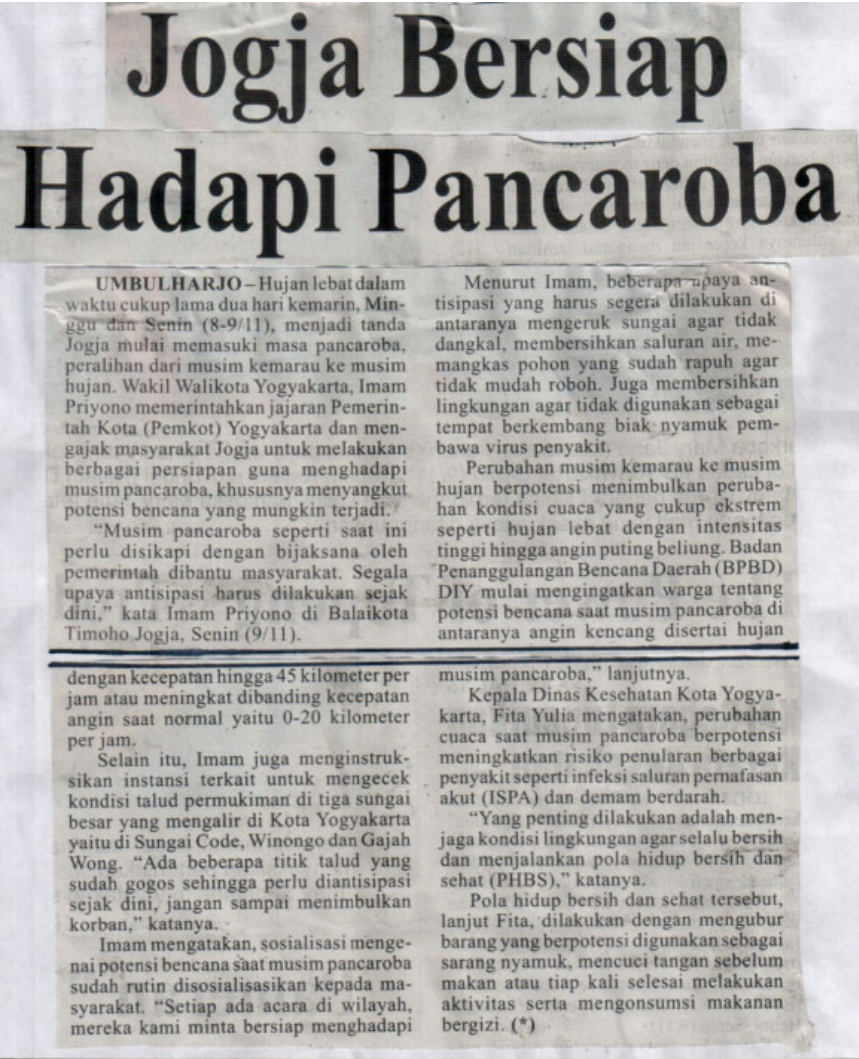 Jogja Bersiap
Hadapi Pancaroba
UMBULHARJO – Hujan lebat dalam
waktu cukup lama dua hari kemarin, Min-
ggu dan Senin (8-9/11), menjadi tanda
Jogja mulai memasuki masa pancaroba,
peralihan dari musim kemarau ke musim
hujan. Wakil Walikota Yogyakarta, Imam
Priyono memerintahkan jajaran Pemerin-
tah Kota (Pemkot) Yogyakarta dan men-
gajak masyarakat Jogja untuk melakukan
berbagai persiapan guna menghadapi
musim pancaroba, khususnya menyangkut
potensi bencana yang mungkin terjadi.
“Musim pancaroba seperti saat ini
perlu disikapi dengan bijaksana oleh
pemerintah dibantu masyarakat. Segala
upaya antisipasi harus dilakukan sejak
dini,” kata Imam Priyono di Balaikota
Timoho Jogja, Senin (9/11).
Menurut Imam, beberapa upaya an-
tisipasi yang harus segera dilakukan di
antaranya mengeruk sungai agar tidak
dangkal, membersihkan saluran air, me-
mangkas pohon yang sudah rapuh agar
tidak mudah roboh. Juga membersihkan
lingkungan agar tidak digunakan sebagai
tempat berkembang biak nyamuk pem-
bawa virus penyakit.
Perubahan musim kemarau ke musim
hujan berpotensi menimbulkan peruba-
han kondisi cuaca yang cukup ekstrem
seperti hujan lebat dengan intensitas
tinggi hingga angin puting beliung. Badan
Penanggulangan Bencana Daerah (BPBD)
DIY mulai mengingatkan warga tentang
potensi bencana saat musim pancaroba di
antaranya angin kencang disertai hujan
dengan kecepatan hingga 45 kilometer per
jam atau meningkat dibanding kecepatan
angin saat normal yaitu 0-20 kilometer
per jam.
Selain itu, Imam juga menginstruk-
sikan instansi terkait untuk mengecek
kondisi talud permukiman di tiga sungai
besar yang mengalir di Kota Yogyakarta
yaitu di Sungai Code, Winongo dan Gajah
Wong. “Ada beberapa titik talud yang
sudah gogos sehingga perlu diantisipasi
sejak dini, jangan sampai menimbulkan
korban,” katanya.
Imam mengatakan, sosialisasi menge-
nai potensi bencana saat musim pancaroba
sudah rutin disosialisasikan kepada ma-
syarakat. “Setiap ada acara di wilayah,
mereka kami minta bersiap menghadapi
musim pancaroba,” lanjutnya.
Kepala Dinas Kesehatan Kota Yogya-
karta, Fita Yulia mengatakan, perubahan
cuaca saat musim pancaroba berpotensi
meningkatkan risiko penularan berbagai
penyakit seperti infeksi saluran pernafasan
akut (ISPA) dan demam berdarah.
“Yang penting dilakukan adalah men-
jaga kondisi lingkungan agar selalu bersih
dan menjalankan pola hidup bersih dan
sehat (PHBS),” katanya.
Pola hidup bersih dan sehat tersebut,
lanjut Fita, dilakukan dengan mengubur
barang yang berpotensi digunakan sebagai
sarang nyamuk, mencuci tangan sebelum
makan atau tiap kali selesai melakukan
aktivitas serta mengonsumsi makanan
bergizi. (*)